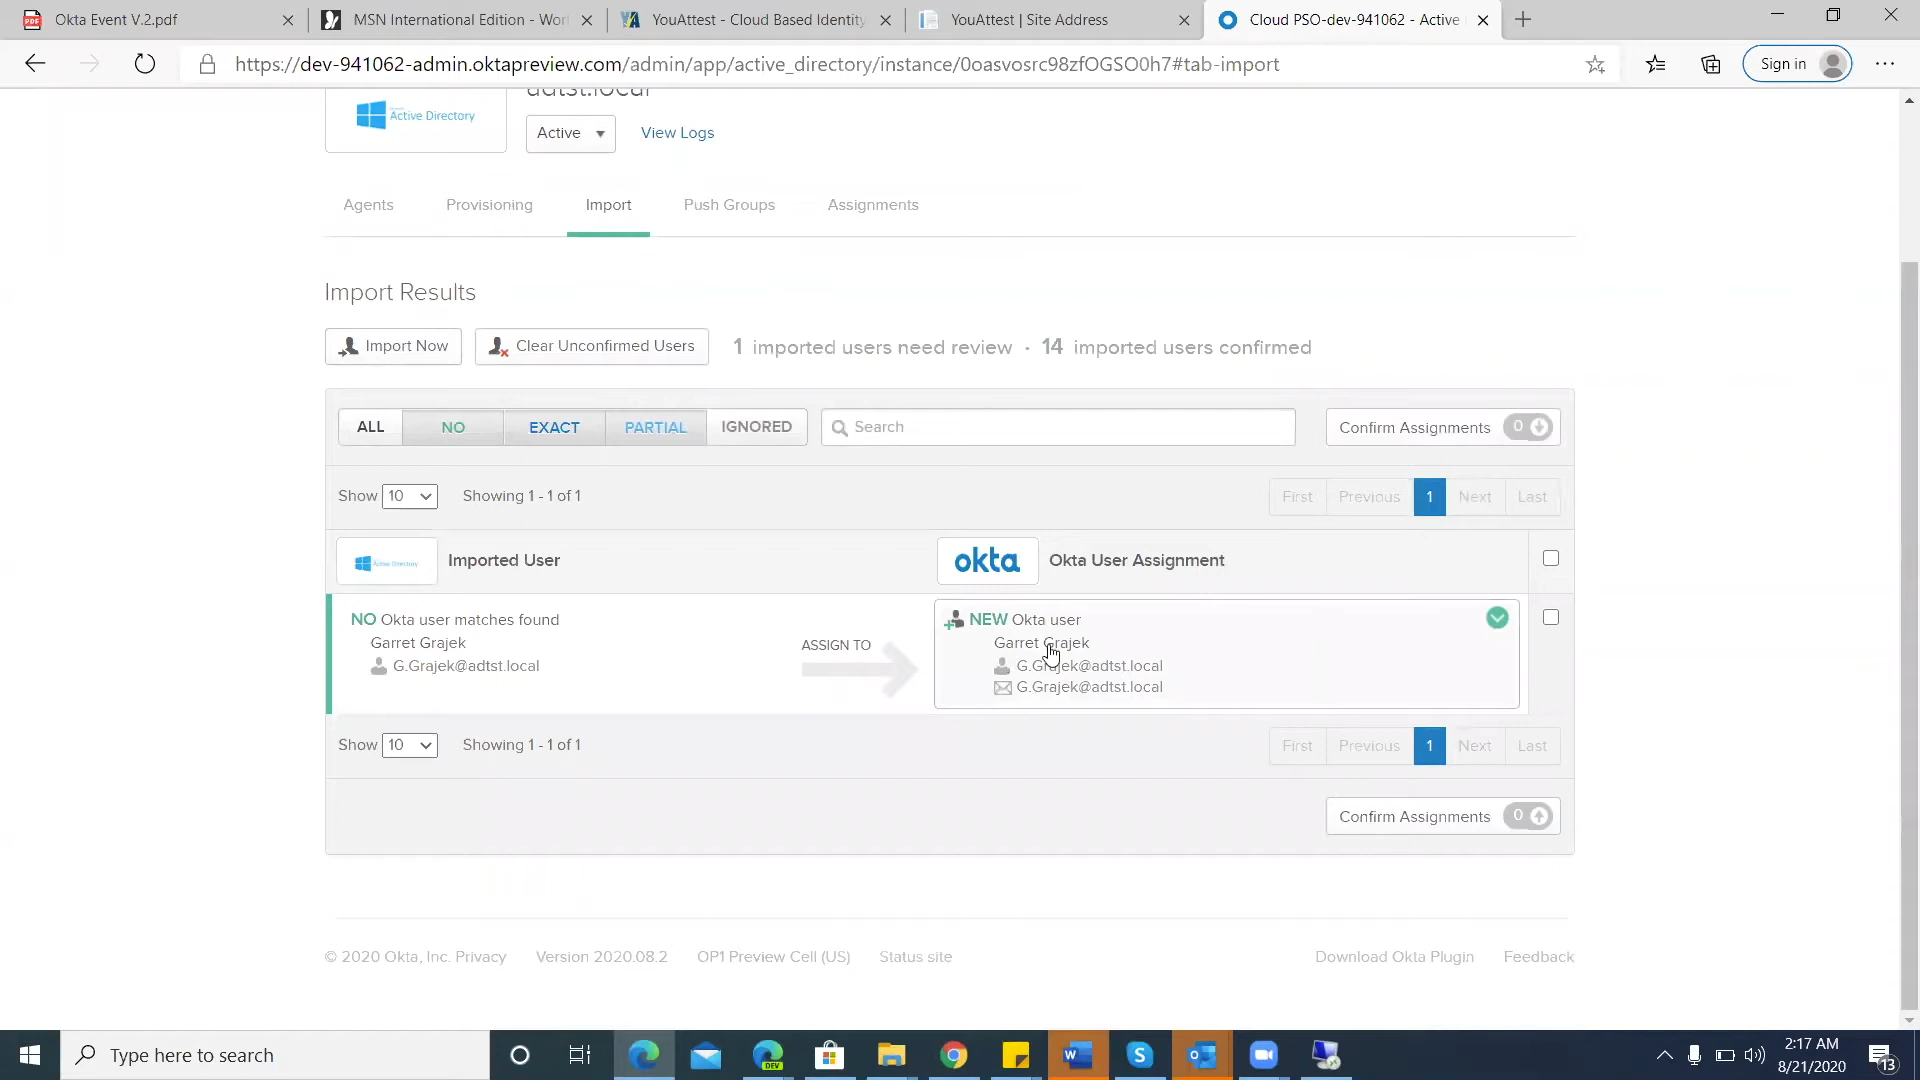 Okta Event V.2.pdf
MSN International Edition - Wor
YouAttest - Cloud Based Identity
YouAttest | Site Address
Cloud PSO-dev-941062 - Active
https://dev-941062-admin.oktapreview.com/admin/app/active_directory/instance/0oasvosrc98zfOGSO0h7#tab-import
Sign in
adtst.local
Active Directory
Active
View Logs
Agents
Provisioning
Import
Push Groups
Assignments
Import Results
Import Now
Clear Unconfirmed Users
1 imported users need review · 14 imported users confirmed
ALL
NO
EXACT
PARTIAL
IGNORED
Search
Confirm Assignments 0
Show 10
Showing 1 - 1 of 1
First
Previous
1
Next
Last
Active Directory
Imported User
okta
Okta User Assignment
NO Okta user matches found
Garret Grajek
G.Grajek@adtst.local
ASSIGN TO
NEW Okta user
Garret Grajek
G.Grajek@adtst.local
G.Grajek@adtst.local
Show 10
Showing 1 - 1 of 1
First
Previous
1
Next
Last
Confirm Assignments 0
© 2020 Okta, Inc. Privacy
Version 2020.08.2
OP1 Preview Cell (US)
Status site
Download Okta Plugin
Feedback
Type here to search
DEV
2:17 AM
8/21/2020
13